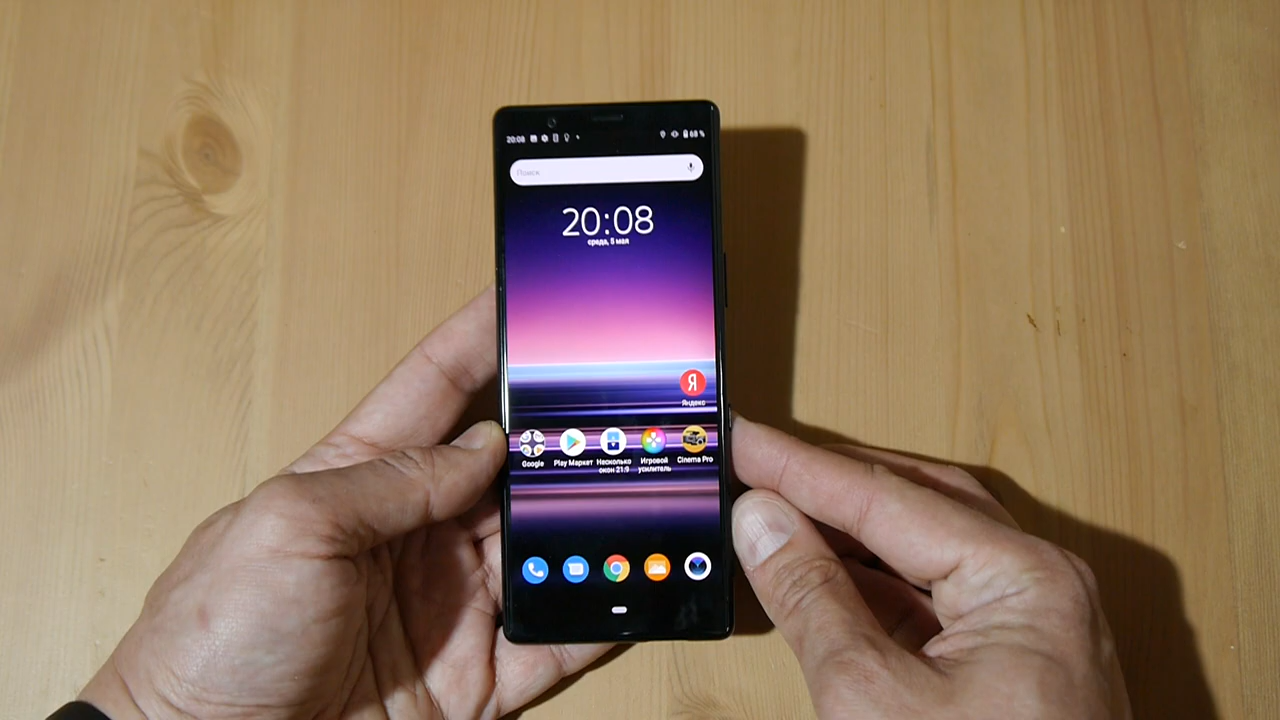 20:08 68 %
Поиск
20:08
среда, 5 мая
Я
Яндекс
Google Play Маркет Несколько окон 21:9 Игровой усилитель Cinema Pro